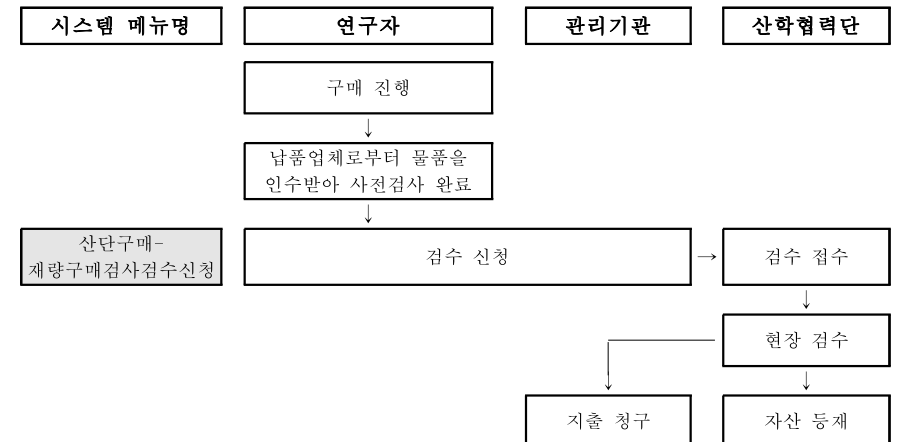 시스템 메뉴명
연구자
관리기관
산학협력단
구매 진행
↓
납품업체로부터 물품을
인수받아 사전검사 완료
↓
산단구매-
재량구매검사검수신청
검수 신청
→
검수 접수
↓
현장 검수
↓
↓
지출 청구
자산 등재